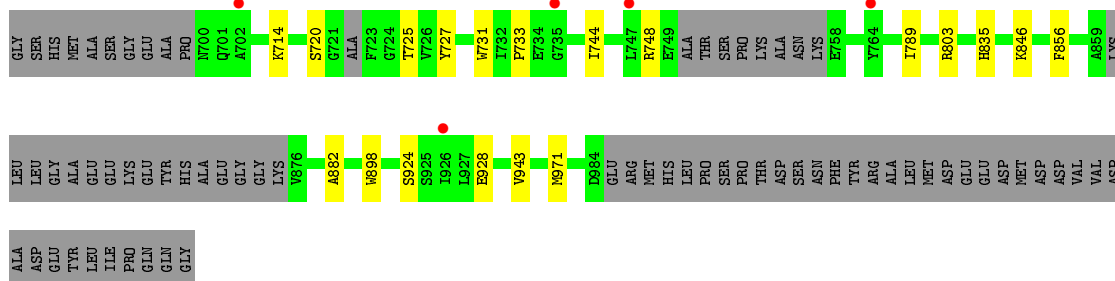 GLY SER HIS MET ALA SER GLY GLU ALA PRO N700 Q701 A702 K714 S720 G721 ALA F723 G724 T725 V726 Y727 W731 I732 P733 E734 G735 I744 L747 R748 E749 ALA THR SER PRO LYS ALA ASN LYS E758 Y764 I789 R803 H835 K846 F856 A859 LYS
LEU LEU GLY ALA GLU GLU LYS GLU TYR HIS ALA GLU GLY GLY LYS V876 A882 W898 S924 S925 I926 L927 E928 V943 M971 D984 GLU ARG MET HIS LEU PRO SER PRO THR ASP SER ASN PHE TYR ARG ALA LEU MET ASP GLU GLU ASP MET ASP ASP VAL VAL ASP
ALA ASP GLU TYR LEU ILE PRO GLN GLN GLY